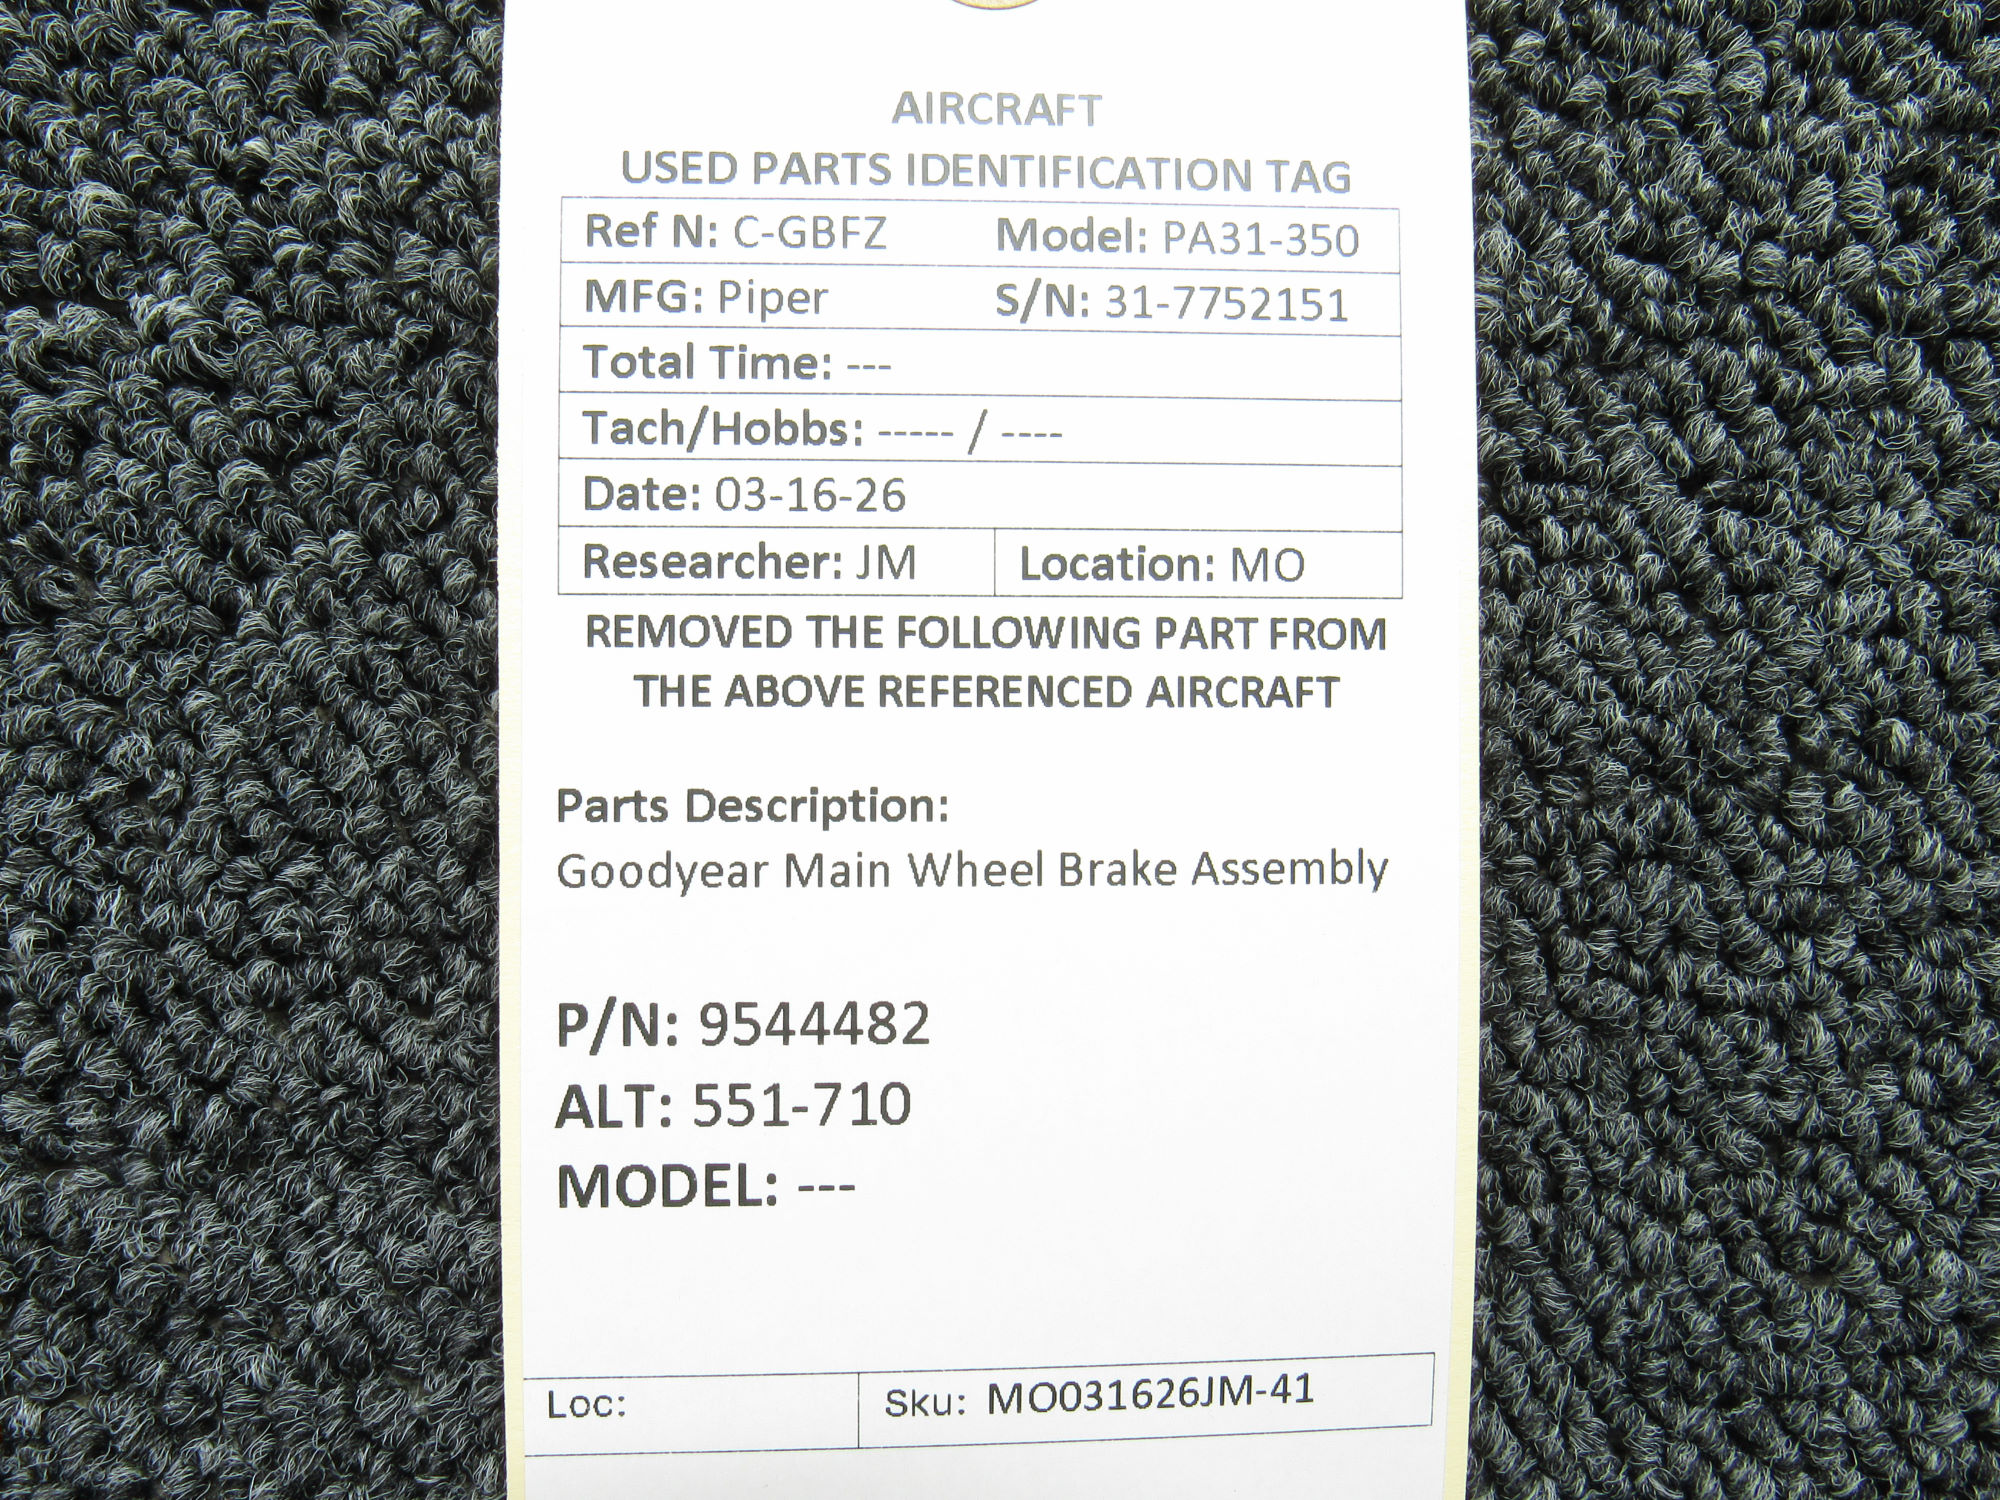 AIRCRAFT
USED PARTS IDENTIFICATION TAG
Ref N: C-GBFZ Model: PA31-350
MFG: Piper S/N: 31-7752151
Total Time: ---
Tach/Hobbs: ----- / ----
Date: 03-16-26
Researcher: JM Location: MO
REMOVED THE FOLLOWING PART FROM
THE ABOVE REFERENCED AIRCRAFT
Parts Description:
Goodyear Main Wheel Brake Assembly
P/N: 9544482
ALT: 551-710
MODEL: ---
Loc: Sku: MO031626JM-41